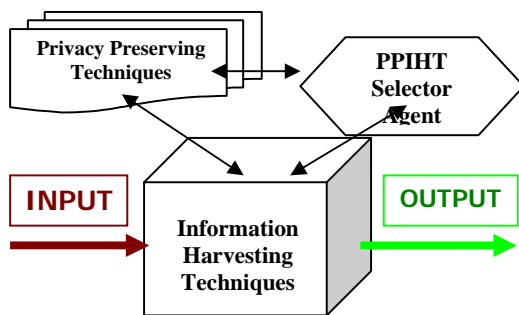 Privacy Preserving
Techniques
PPIHT
Selector
Agent
INPUT
OUTPUT
Information
Harvesting
Techniques